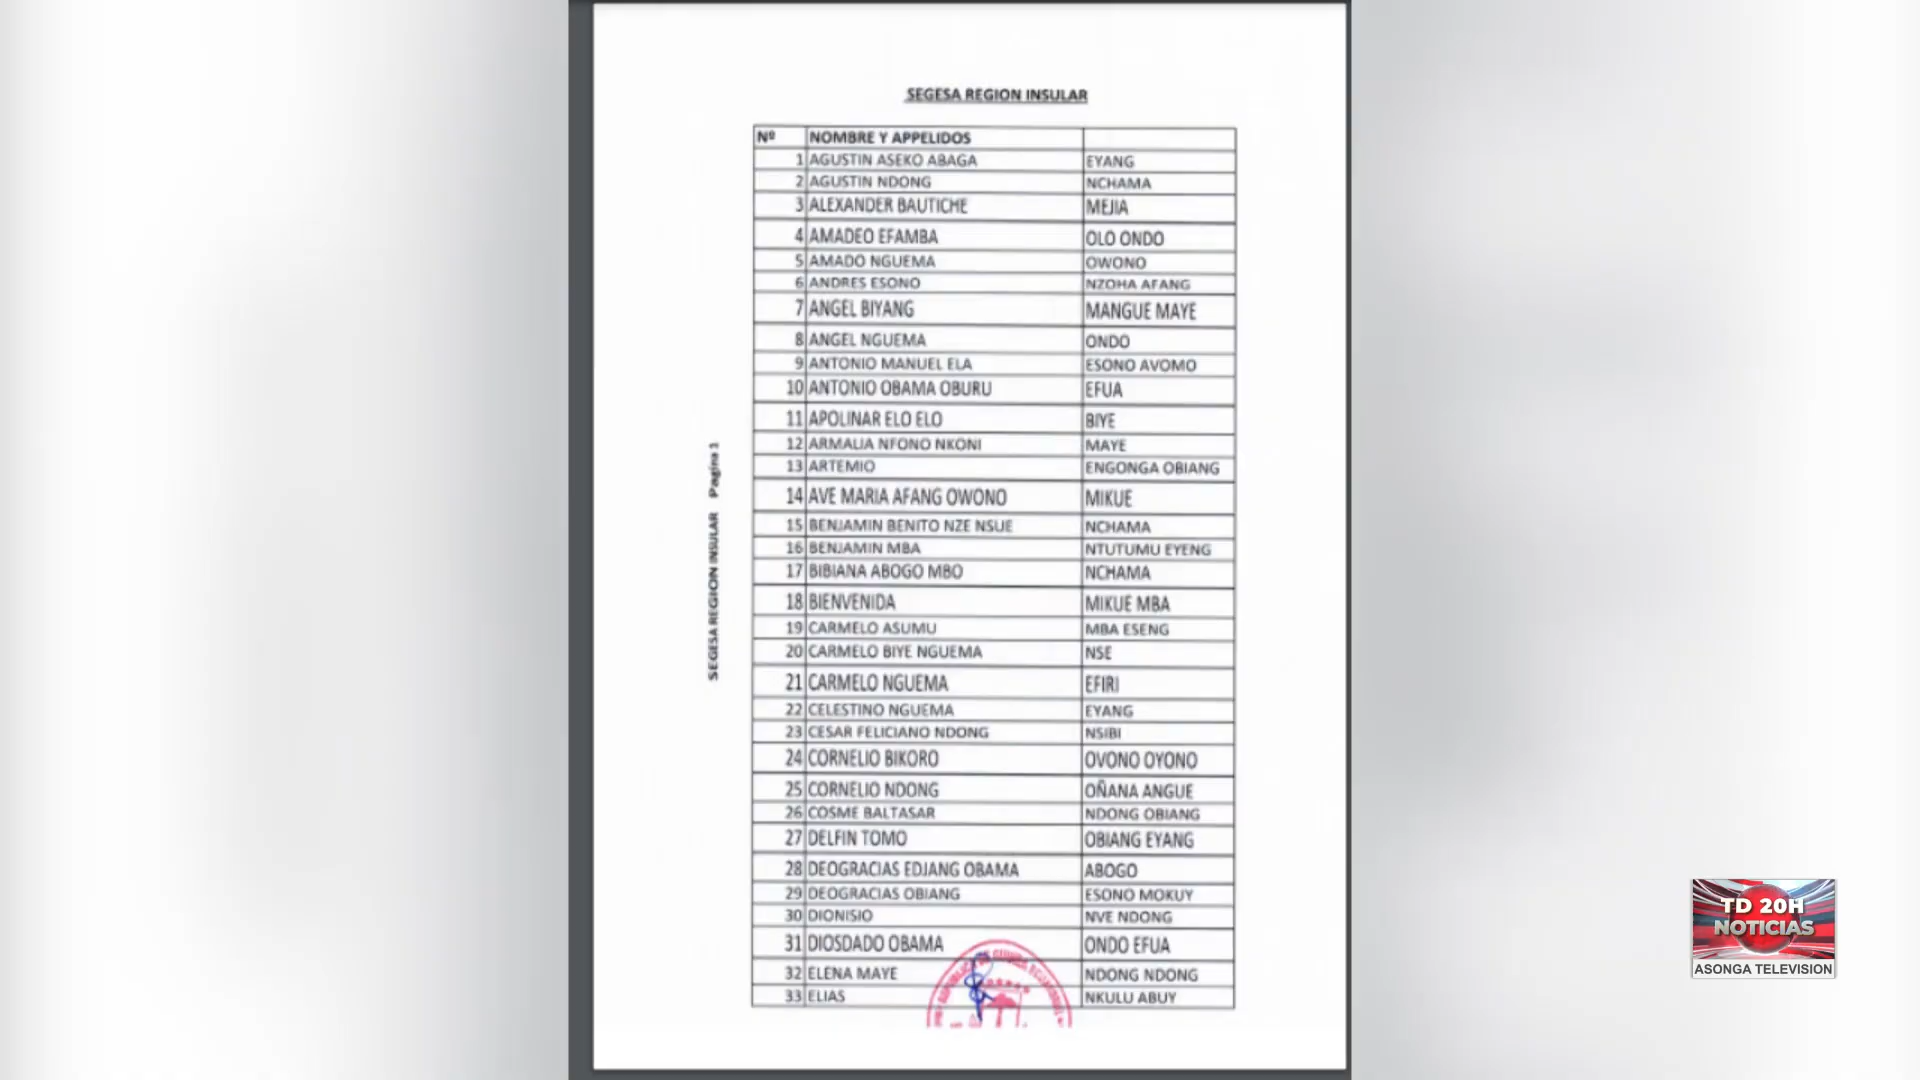 SEGESA REGION INSULAR
Nº NOMBRE Y APPELIDOS
1 AGUSTIN ASEKO ABAGA EYANG
2 AGUSTIN NDONG NCHAMA
3 ALEXANDER BAUTICHE MEJIA
4 AMADEO EFAMBA OLO ONDO
5 AMADO NGUEMA OWONO
6 ANDRES ESONO NZOHA AFANG
7 ANGEL BIYANG MANGUE MAYE
8 ANGEL NGUEMA ONDO
9 ANTONIO MANUEL ELA ESONO AVOMO
10 ANTONIO OBAMA OBURU EFUA
11 APOLINAR ELO ELO BIYE
12 ARMALIA NFONO NKONI MAYE
13 ARTEMIO ENGONGA OBIANG
14 AVE MARIA AFANG OWONO MIKUE
15 BENJAMIN BENITO NZE NSUE NCHAMA
16 BENJAMIN MBA NTUTUMU EYENG
17 BIBIANA ABOGO MBO NCHAMA
18 BIENVENIDA MIKUE MBA
19 CARMELO ASUMU MBA ESENG
20 CARMELO BIYE NGUEMA NSE
21 CARMELO NGUEMA EFIRI
22 CELESTINO NGUEMA EYANG
23 CESAR FELICIANO NDONG NSIBI
24 CORNELIO BIKORO OVONO OYONO
25 CORNELIO NDONG OÑANA ANGUE
26 COSME BALTASAR NDONG OBIANG
27 DELFIN TOMO OBIANG EYANG
28 DEOGRACIAS EDJANG OBAMA ABOGO
29 DEOGRACIAS OBIANG ESONO MOKUY
30 DIONISIO NVE NDONG
31 DIOSDADO OBAMA ONDO EFUA
32 ELENA MAYE NDONG NDONG
33 ELIAS NKULU ABUY
SEGESA REGION INSULAR Pagina 1
REPUBLICA DE GUINEA ECUATORIAL
TD 20H
NOTICIAS
ASONGA TELEVISION